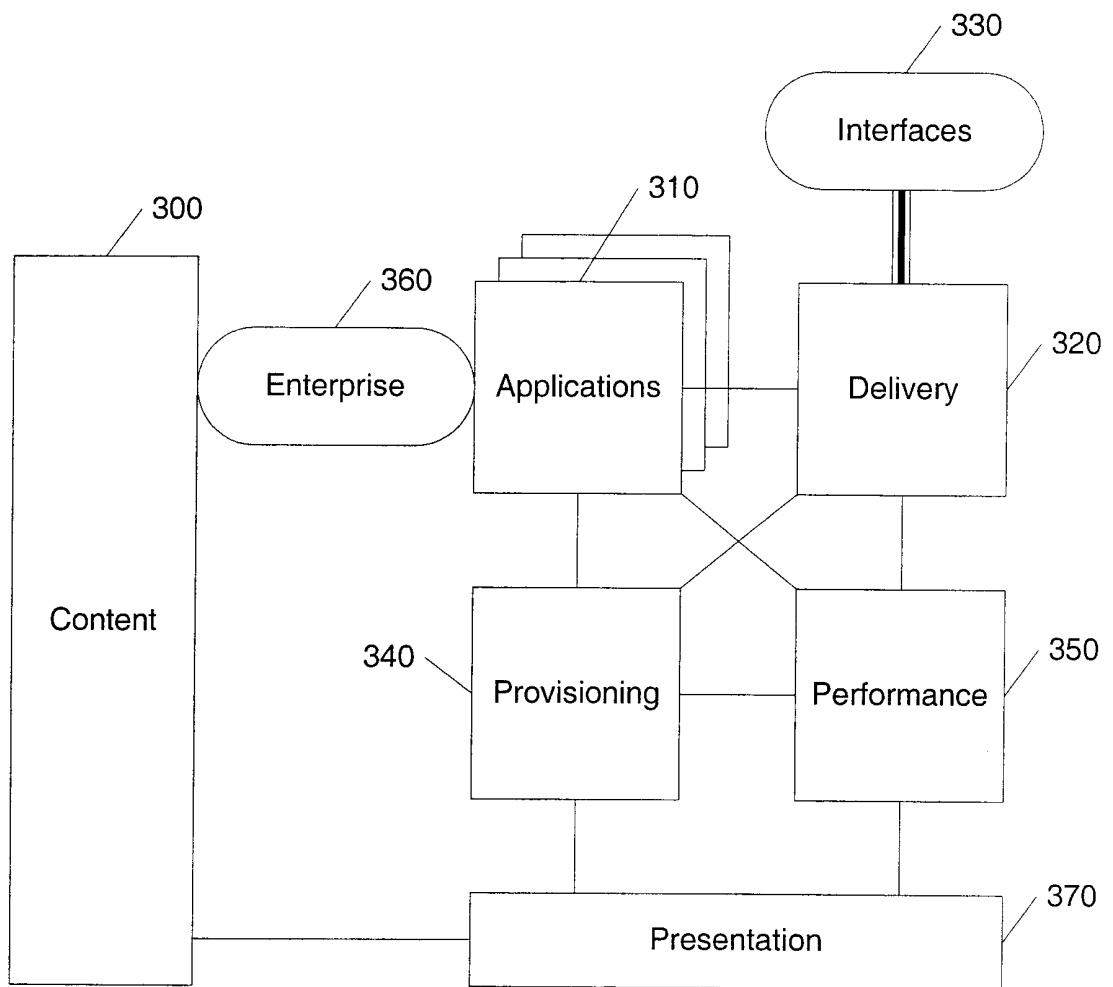 330
Interfaces
300
310
360
320
Enterprise
Applications
Delivery
Content
340
350
Provisioning
Performance
370
Presentation